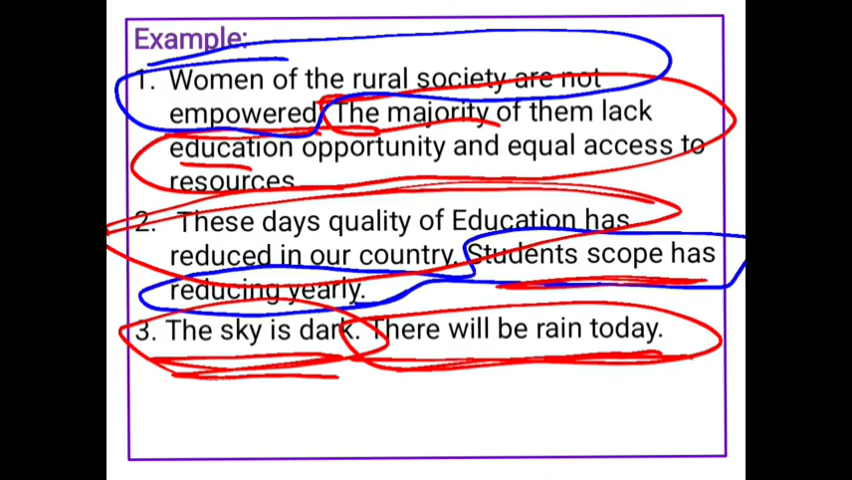 Example:
1. Women of the rural society are not
empowered. The majority of them lack
education opportunity and equal access to
resources.
2. These days quality of Education has
reduced in our country. Students scope has
reducing yearly.
3. The sky is dark. There will be rain today.